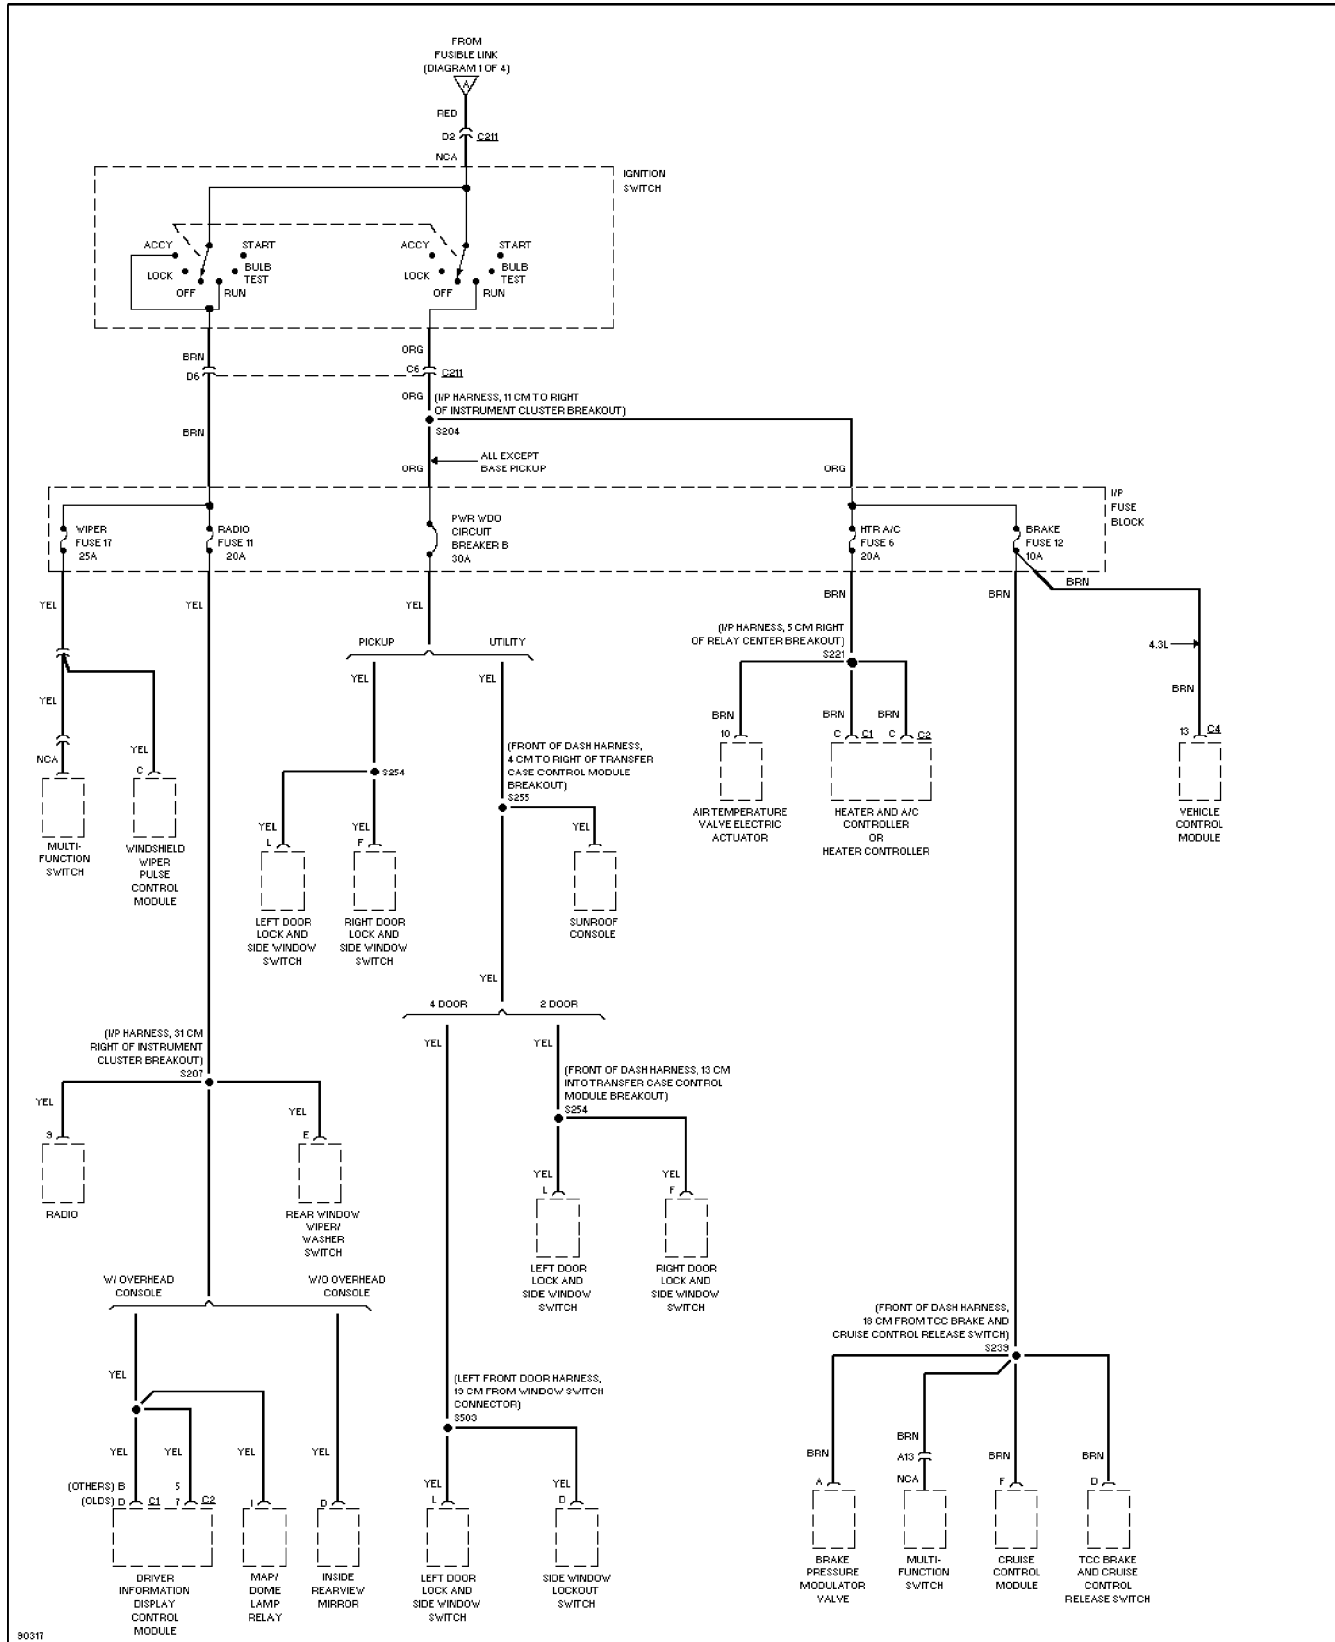 FROM
FUSIBLE LINK
(DIAGRAM 1 OF 4)
A
RED
D2 C211
NCA
IGNITION
SWITCH
ACCY START
LOCK BULB
TEST
OFF RUN
ACCY START
LOCK BULB
TEST
OFF RUN
BRN ORG
D6 C6 C211
ORG (I/P HARNESS, 11 CM TO RIGHT
OF INSTRUMENT CLUSTER BREAKOUT)
BRN S204
ALL EXCEPT
BASE PICKUP
ORG ORG
I/P
FUSE
BLOCK
WIPER
FUSE 17
25A
RADIO
FUSE 11
20A
PWR WDO
CIRCUIT
BREAKER B
30A
HTR A/C
FUSE 6
20A
BRAKE
FUSE 12
10A
BRN
YEL YEL YEL BRN BRN
(I/P HARNESS, 5 CM RIGHT
OF RELAY CENTER BREAKOUT)
S221
PICKUP UTILITY
4.3L
YEL YEL YEL BRN
BRN BRN BRN
10 C C1 C C2 13 C4
NCA YEL
C
(FRONT OF DASH HARNESS,
4 CM TO RIGHT OF TRANSFER
CASE CONTROL MODULE
BREAKOUT)
S255
S254
AIR TEMPERATURE
VALVE ELECTRIC
ACTUATOR
HEATER AND A/C
CONTROLLER
OR
HEATER CONTROLLER
VEHICLE
CONTROL
MODULE
YEL YEL YEL
L F
MULTI-
FUNCTION
SWITCH
WINDSHIELD
WIPER
PULSE
CONTROL
MODULE
LEFT DOOR
LOCK AND
SIDE WINDOW
SWITCH
RIGHT DOOR
LOCK AND
SIDE WINDOW
SWITCH
SUNROOF
CONSOLE
YEL
4 DOOR 2 DOOR
(I/P HARNESS, 31 CM
RIGHT OF INSTRUMENT
CLUSTER BREAKOUT)
S207
YEL YEL
(FRONT OF DASH HARNESS, 13 CM
INTO TRANSFER CASE CONTROL
MODULE BREAKOUT)
S254
YEL YEL
9 E
YEL YEL
L F
RADIO
REAR WINDOW
WIPER/
WASHER
SWITCH
LEFT DOOR
LOCK AND
SIDE WINDOW
SWITCH
RIGHT DOOR
LOCK AND
SIDE WINDOW
SWITCH
W/ OVERHEAD
CONSOLE
W/O OVERHEAD
CONSOLE
(FRONT OF DASH HARNESS,
18 CM FROM TCC BRAKE AND
CRUISE CONTROL RELEASE SWITCH)
S239
YEL
(LEFT FRONT DOOR HARNESS,
19 CM FROM WINDOW SWITCH
CONNECTOR)
S503
YEL YEL YEL YEL
BRN BRN BRN BRN
A13
NCA
YEL YEL
(OTHERS) B 5
(OLDS) D C1 7 C2 I D L D
A F D
DRIVER
INFORMATION
DISPLAY
CONTROL
MODULE
MAP/
DOME
LAMP
RELAY
INSIDE
REARVIEW
MIRROR
LEFT DOOR
LOCK AND
SIDE WINDOW
SWITCH
SIDE WINDOW
LOCKOUT
SWITCH
BRAKE
PRESSURE
MODULATOR
VALVE
MULTI-
FUNCTION
SWITCH
CRUISE
CONTROL
MODULE
TCC BRAKE
AND CRUISE
CONTROL
RELEASE SWITCH
90317